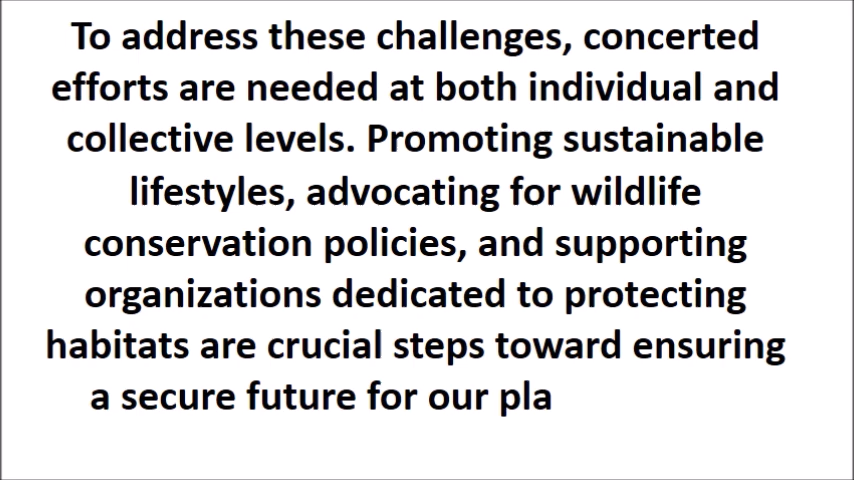 To address these challenges, concerted
efforts are needed at both individual and
collective levels. Promoting sustainable
lifestyles, advocating for wildlife
conservation policies, and supporting
organizations dedicated to protecting
habitats are crucial steps toward ensuring
a secure future for our pla